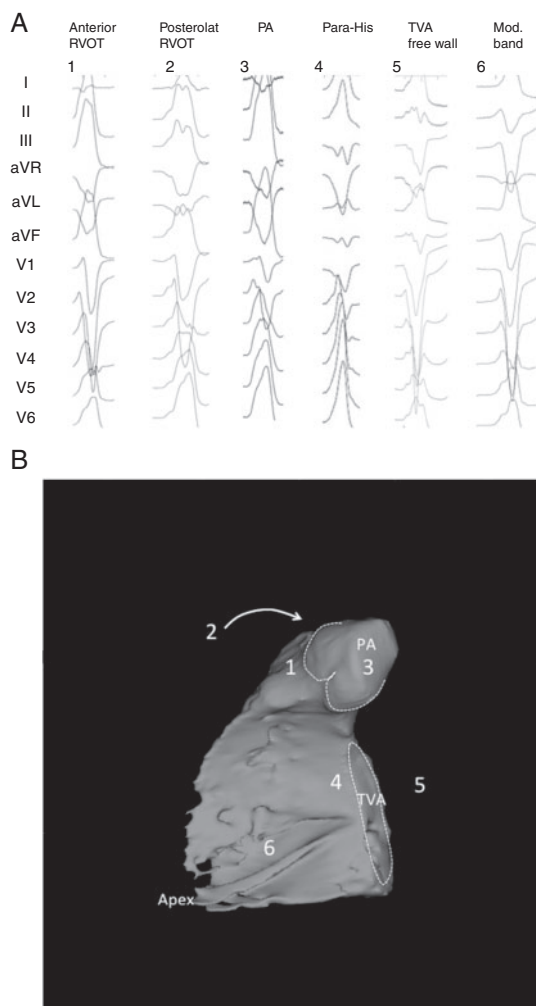 A
Anterior RVOT
Posterolat RVOT
PA
Para-His
TVA free wall
Mod. band
1 2 3 4 5 6
I
II
III
aVR
aVL
aVF
V1
V2
V3
V4
V5
V6
B
2
PA
1 3
4 5
TVA
6
Apex